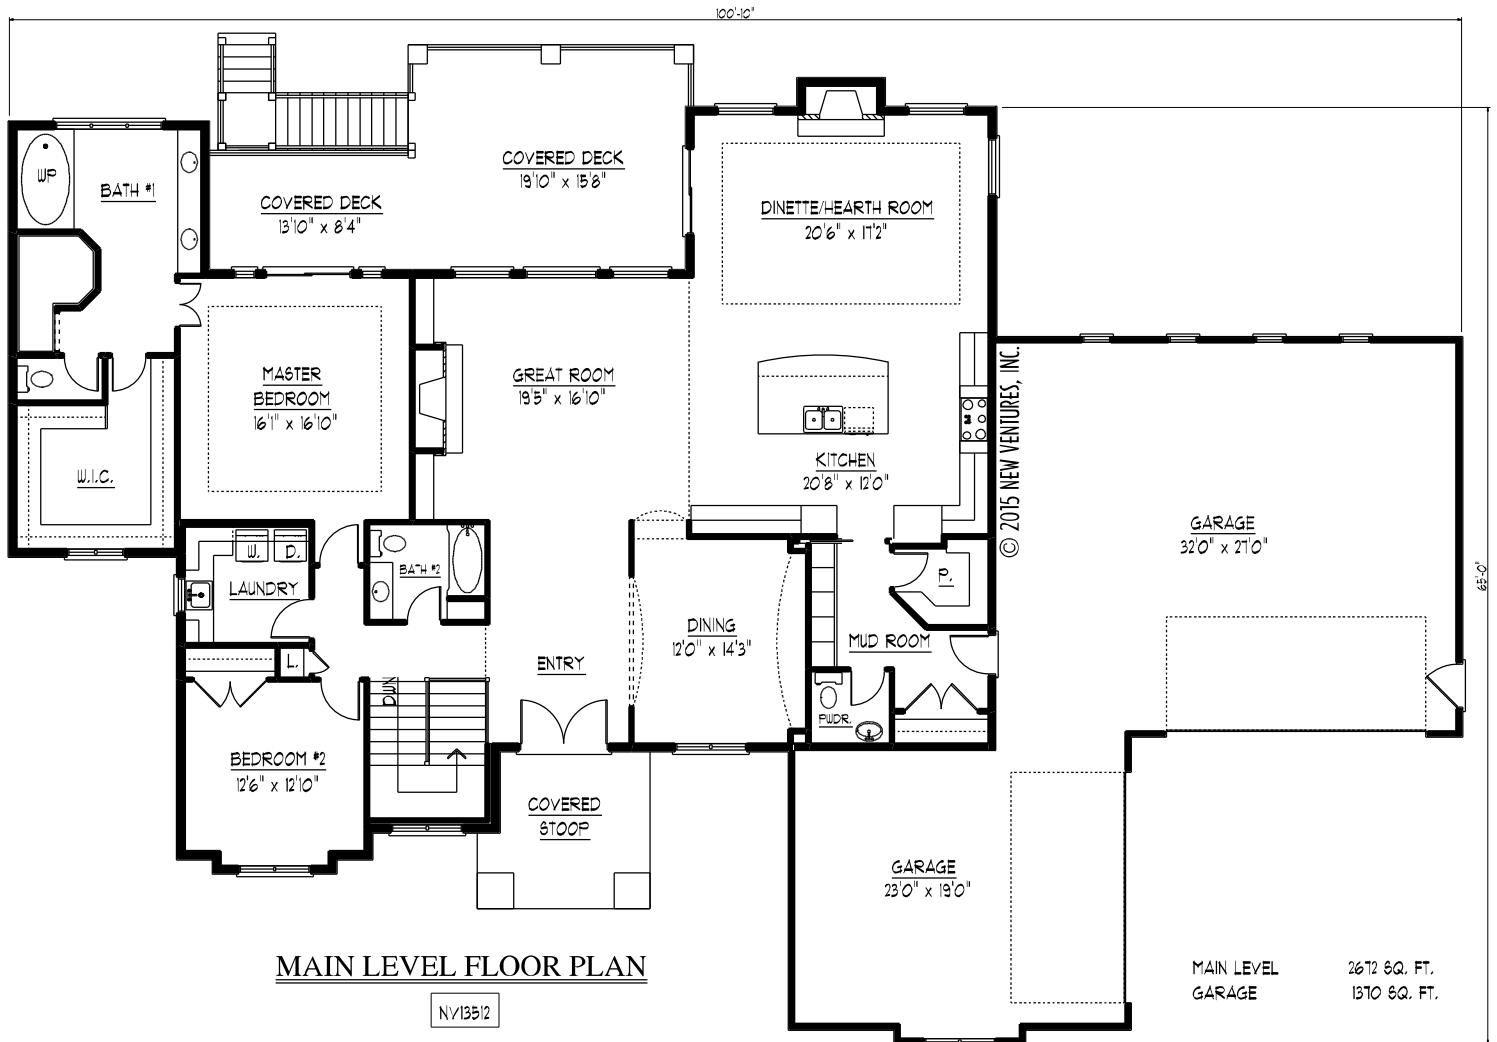 100'-10"
COVERED DECK
19'10" x 15'8"
WP
BATH #1
COVERED DECK
13'10" x 8'4"
DINETTE/HEARTH ROOM
20'6" x 17'2"
MASTER
BEDROOM
16'1" x 16'10"
GREAT ROOM
19'5" x 16'10"
W.I.C.
KITCHEN
20'8" x 12'0"
© 2015 NEW VENTURES, INC.
GARAGE
32'0" x 27'0"
65'-0"
W.
D.
LAUNDRY
BATH #2
P.
L.
ENTRY
DINING
12'0" x 14'3"
MUD ROOM
DWN
PWDR.
BEDROOM #2
12'6" x 12'10"
COVERED
STOOP
GARAGE
23'0" x 19'0"
MAIN LEVEL FLOOR PLAN
NV13512
MAIN LEVEL 2672 SQ. FT.
GARAGE 1370 SQ. FT.